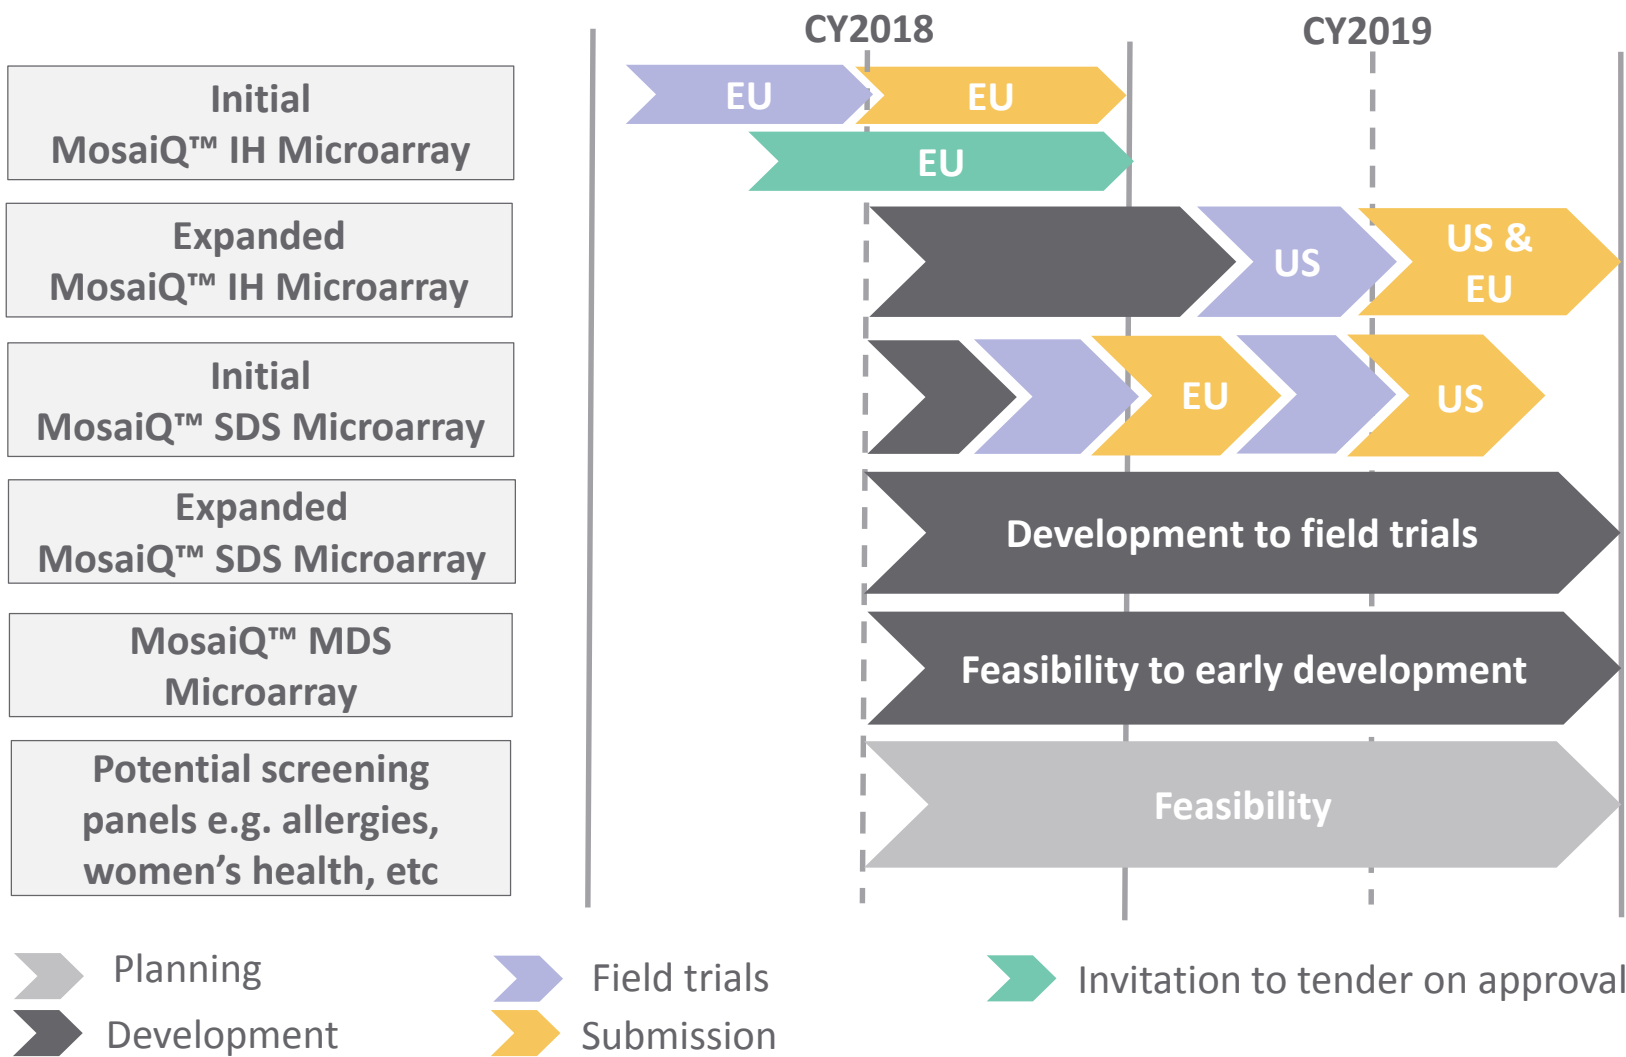 CY2018
CY2019
Initial
MosaiQ™ IH Microarray
EU
EU
EU
Expanded
MosaiQ™ IH Microarray
US
US &
EU
Initial
MosaiQ™ SDS Microarray
EU
US
Expanded
MosaiQ™ SDS Microarray
Development to field trials
MosaiQ™ MDS
Microarray
Feasibility to early development
Potential screening
panels e.g. allergies,
women’s health, etc
Feasibility
Planning
Field trials
Invitation to tender on approval
Development
Submission